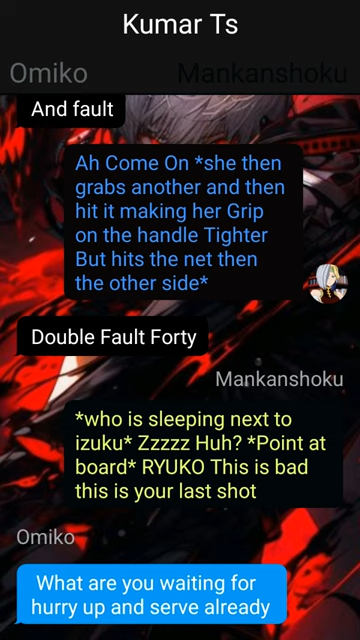 Kumar Ts
Omiko Mankanshoku
And fault
Ah Come On *she then
grabs another and then
hit it making her Grip
on the handle Tighter
But hits the net then
the other side*
Double Fault Forty
Mankanshoku
*who is sleeping next to
izuku* Zzzzz Huh? *Point at
board* RYUKO This is bad
this is your last shot
Omiko
What are you waiting for
hurry up and serve already